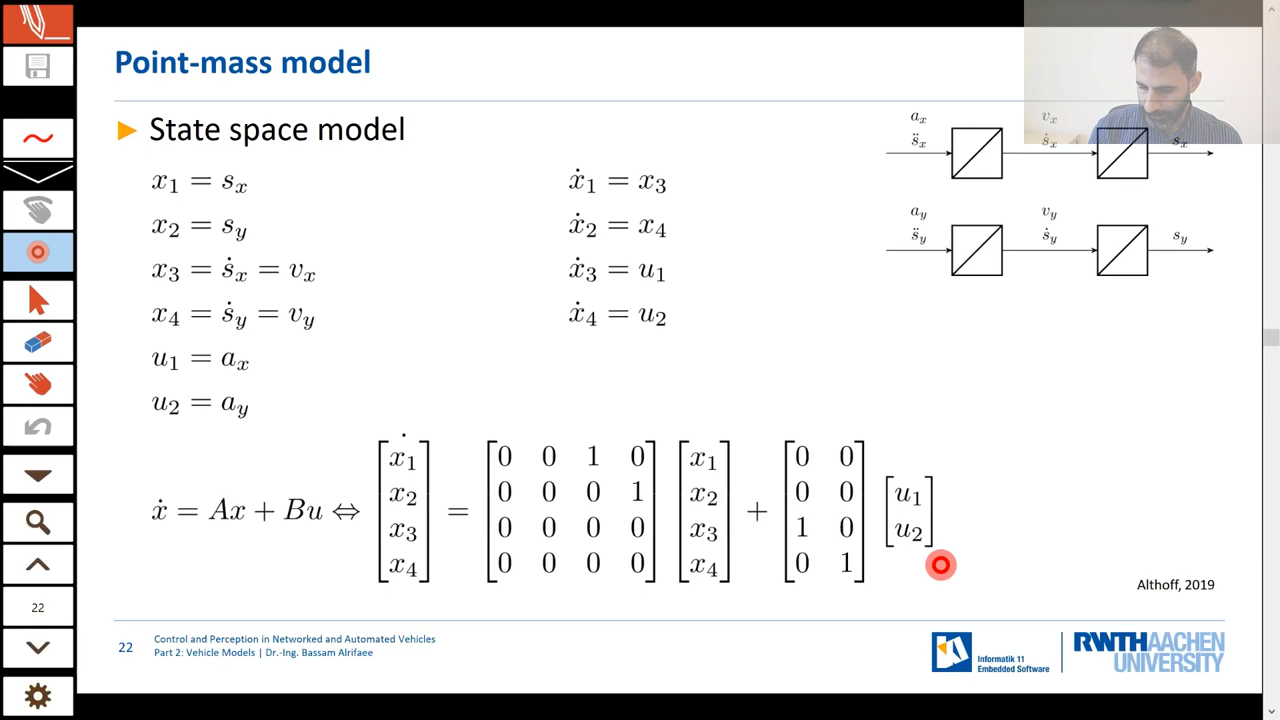 Point-mass model
► State space model
x₁ = sₓ
x₂ = s_y
x₃ = ṡₓ = vₓ
x₄ = ṡ_y = v_y
u₁ = aₓ
u₂ = a_y
ẋ₁ = x₃
ẋ₂ = x₄
ẋ₃ = u₁
ẋ₄ = u₂
aₓ vₓ
s̈ₓ ṡₓ sₓ
a_y v_y
s̈_y ṡ_y s_y
ẋ = Ax + Bu ⇔ [ẋ₁ x₂ x₃ x₄] = [0 0 1 0; 0 0 0 1; 0 0 0 0; 0 0 0 0] [x₁ x₂ x₃ x₄] + [0 0; 0 0; 1 0; 0 1] [u₁ u₂]
Althoff, 2019
22
22
Control and Perception in Networked and Automated Vehicles
Part 2: Vehicle Models | Dr.-Ing. Bassam Alrifaee
Informatik 11
Embedded Software
RWTH AACHEN
UNIVERSITY